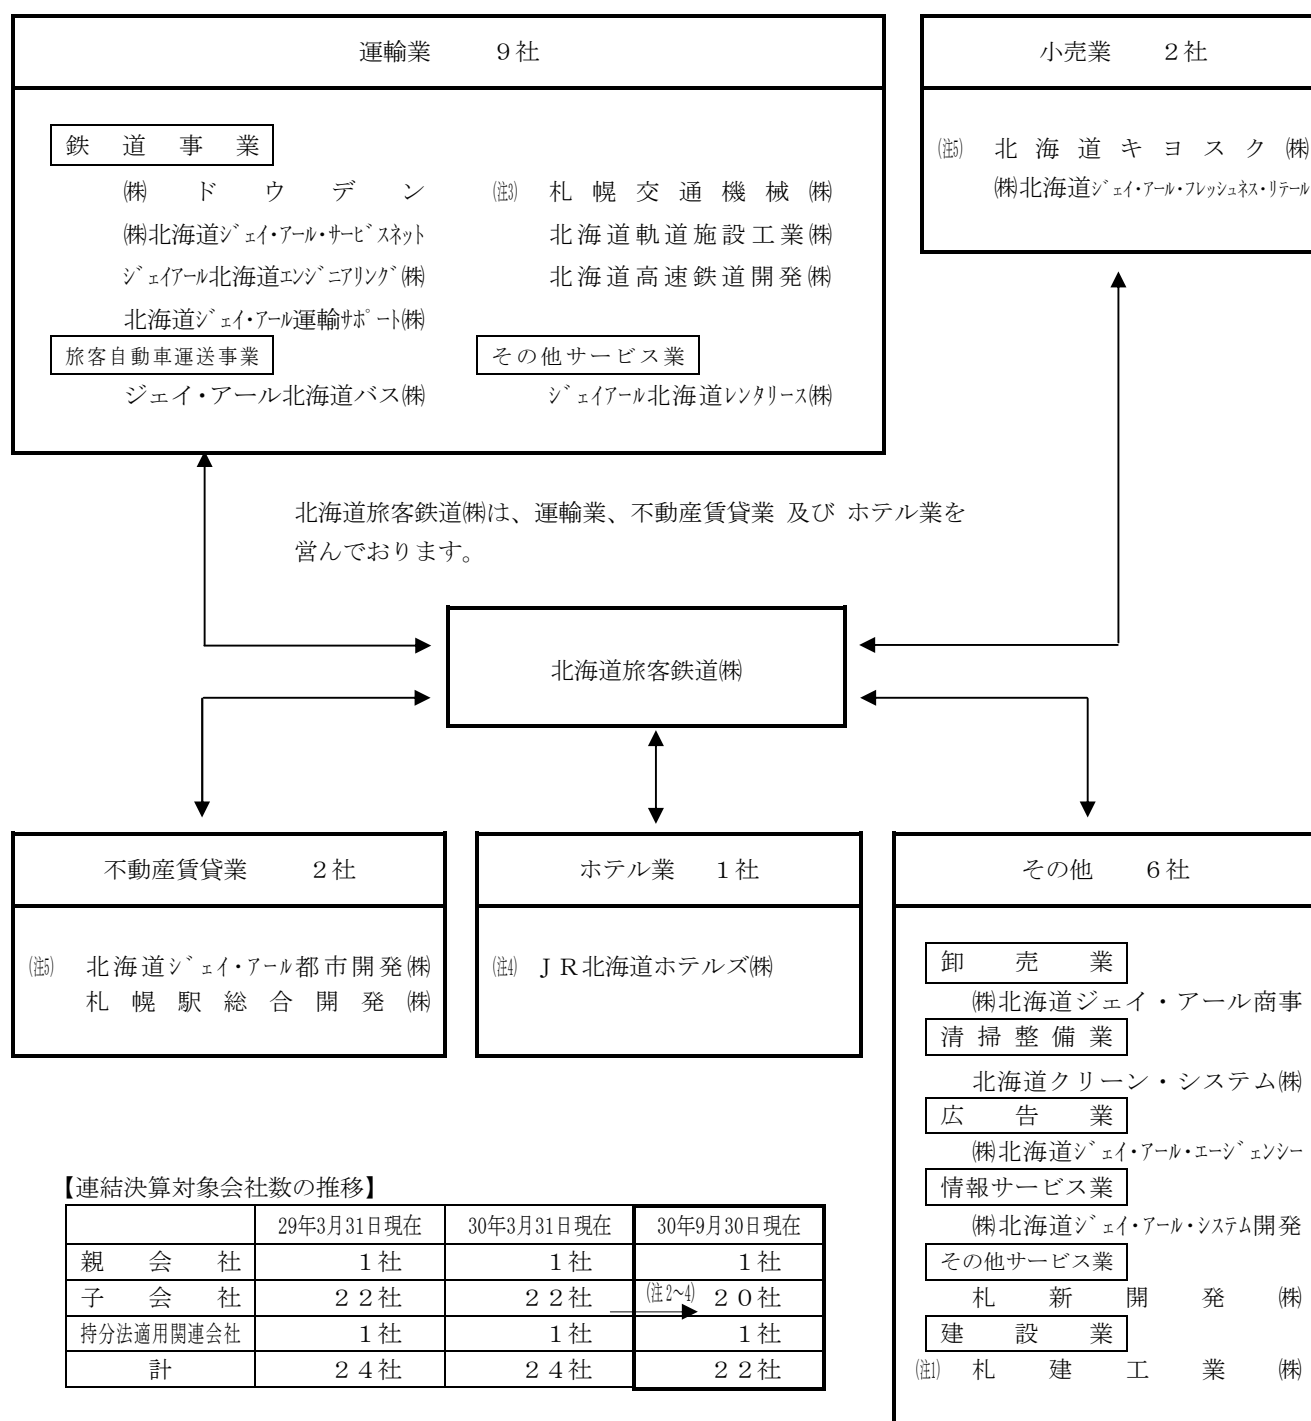 運輸業 9社
鉄道事業
㈱ドウデン
㈱北海道ジェイ・アール・サービスネット
ジェイアール北海道エンジニアリング㈱
北海道ジェイ・アール運輸サポート㈱
(注3) 札幌交通機械㈱
北海道軌道施設工業㈱
北海道高速鉄道開発㈱
旅客自動車運送事業
ジェイ・アール北海道バス㈱
その他サービス業
ジェイアール北海道レンタリース㈱
小売業 2社
(注5) 北海道キヨスク㈱
㈱北海道ジェイ・アール・フレッシュネス・リテール
北海道旅客鉄道㈱は、運輸業、不動産賃貸業 及び ホテル業を
営んでおります。
北海道旅客鉄道㈱
不動産賃貸業 2社
(注5) 北海道ジェイ・アール都市開発㈱
札幌駅総合開発㈱
ホテル業 1社
(注4) JR北海道ホテルズ㈱
その他 6社
卸売業
㈱北海道ジェイ・アール商事
清掃整備業
北海道クリーン・システム㈱
広告業
㈱北海道ジェイ・アール・エージェンシー
情報サービス業
㈱北海道ジェイ・アール・システム開発
その他サービス業
札新開発㈱
建設業
(注1) 札建工業㈱
【連結決算対象会社数の推移】
29年3月31日現在 30年3月31日現在 30年9月30日現在
親会社 1社 1社 1社
子会社 22社 22社 (注2~4) 20社
持分法適用関連会社 1社 1社 1社
計 24社 24社 22社